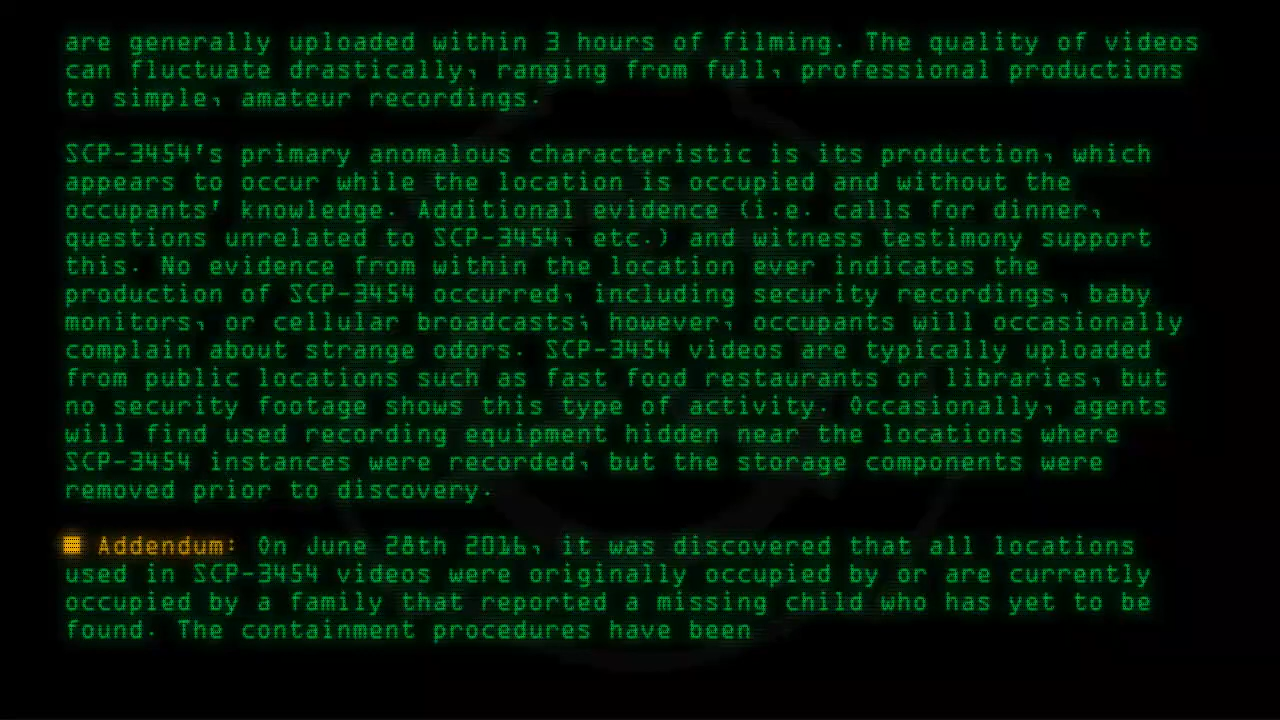 are generally uploaded within 3 hours of filming. The quality of videos
can fluctuate drastically, ranging from full, professional productions
to simple, amateur recordings.
SCP-3454's primary anomalous characteristic is its production, which
appears to occur while the location is occupied and without the
occupants' knowledge. Additional evidence (i.e. calls for dinner,
questions unrelated to SCP-3454, etc.) and witness testimony support
this. No evidence from within the location ever indicates the
production of SCP-3454 occurred, including security recordings, baby
monitors, or cellular broadcasts; however, occupants will occasionally
complain about strange odors. SCP-3454 videos are typically uploaded
from public locations such as fast food restaurants or libraries, but
no security footage shows this type of activity. Occasionally, agents
will find used recording equipment hidden near the locations where
SCP-3454 instances were recorded, but the storage components were
removed prior to discovery.
Addendum: On June 28th 2016, it was discovered that all locations
used in SCP-3454 videos were originally occupied by or are currently
occupied by a family that reported a missing child who has yet to be
found. The containment procedures have been